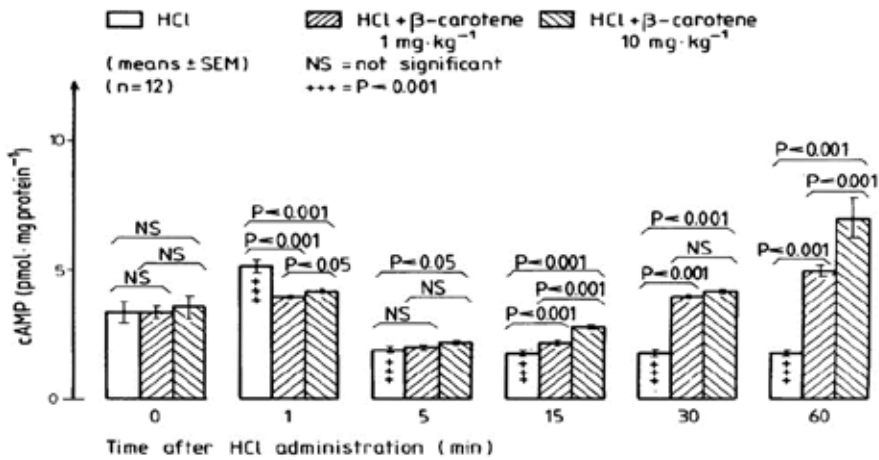 HCl HCl + β-carotene HCl + β-carotene
1 mg·kg⁻¹ 10 mg·kg⁻¹
(means ± SEM) NS = not significant
(n=12) +++ = P<0.001
cAMP (pmol·mg protein⁻¹)
10
5
0
NS
NS
NS
P<0.001
P<0.001
P<0.05
+++
P<0.05
NS
NS
+++
P<0.001
P<0.001
P<0.001
+++
P<0.001
NS
P<0.001
+++
P<0.001
P<0.001
P<0.001
+++
0 1 5 15 30 60
Time after HCl administration (min)